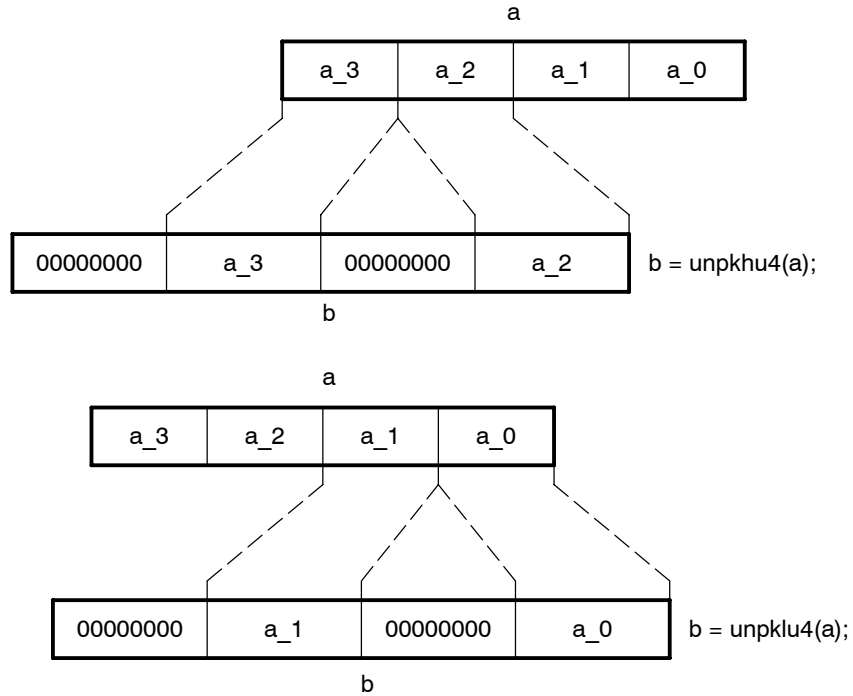 a
a_3 a_2 a_1 a_0
00000000 a_3 00000000 a_2 b = unpkhu4(a);
b
a
a_3 a_2 a_1 a_0
00000000 a_1 00000000 a_0 b = unpklu4(a);
b